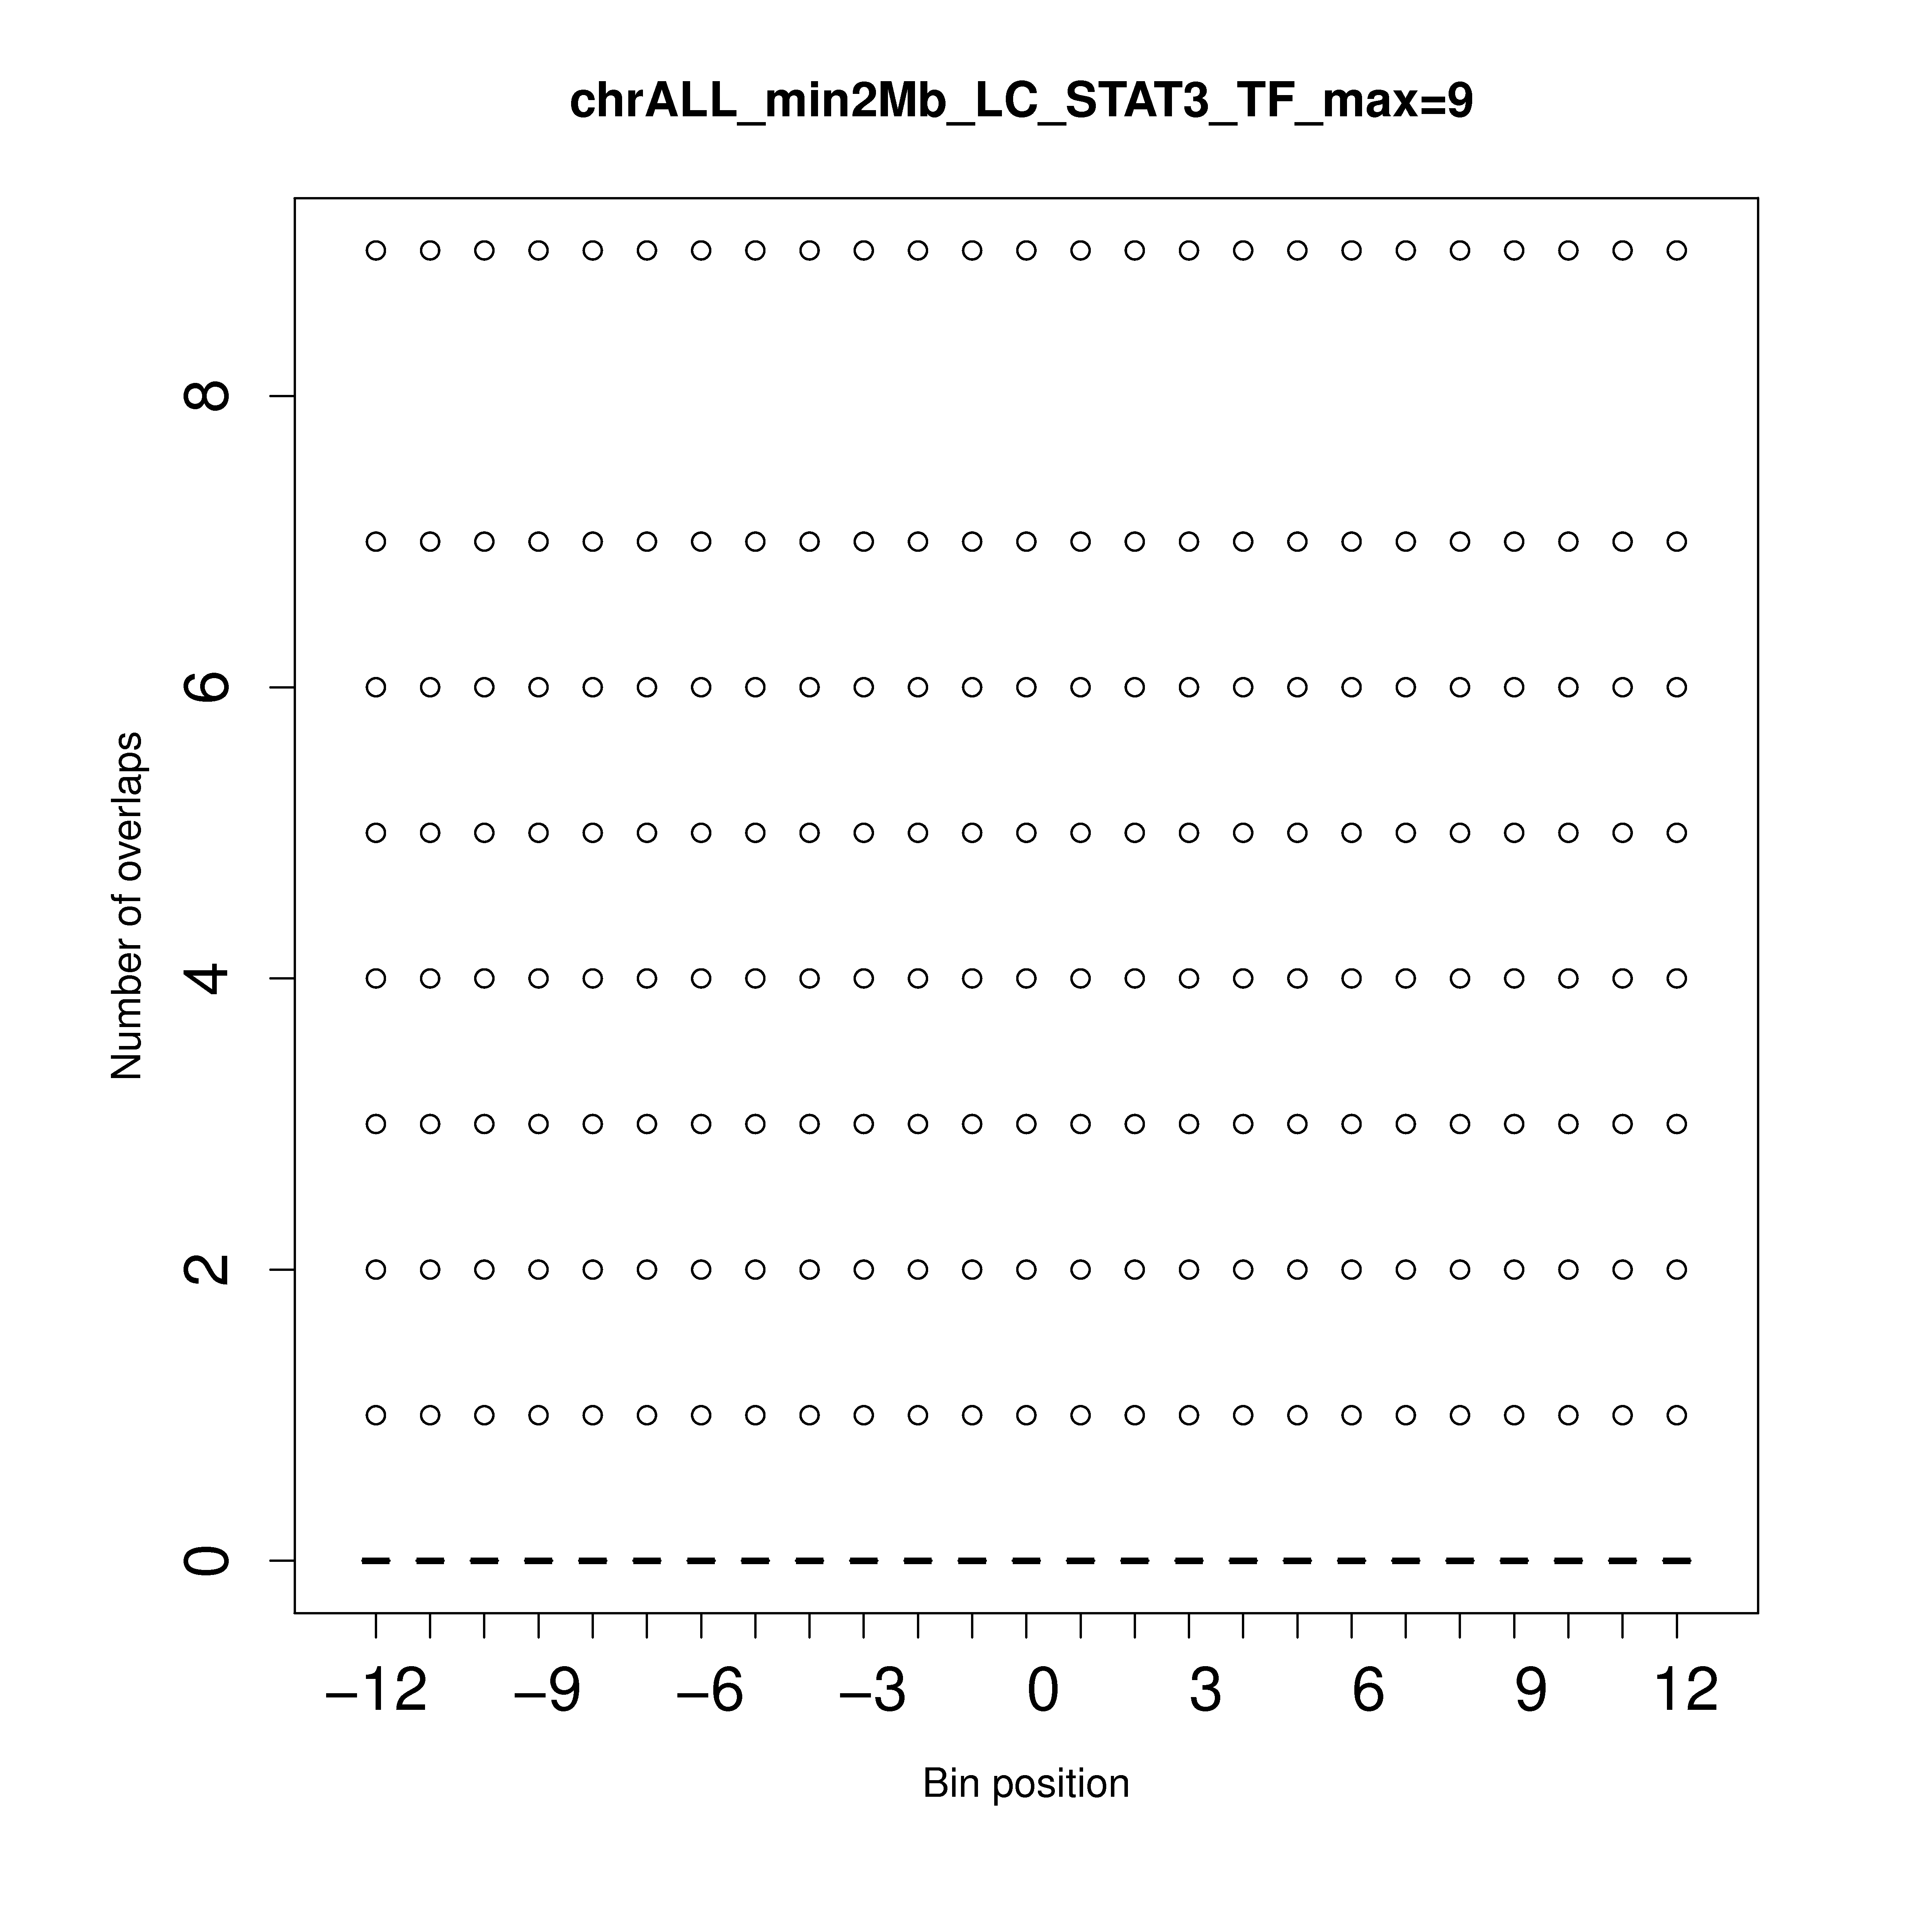 chrALL_min2Mb_LC_STAT3_TF_max=9
8
6
4
2
0
Number of overlaps
−12 −9 −6 −3 0 3 6 9 12
Bin position